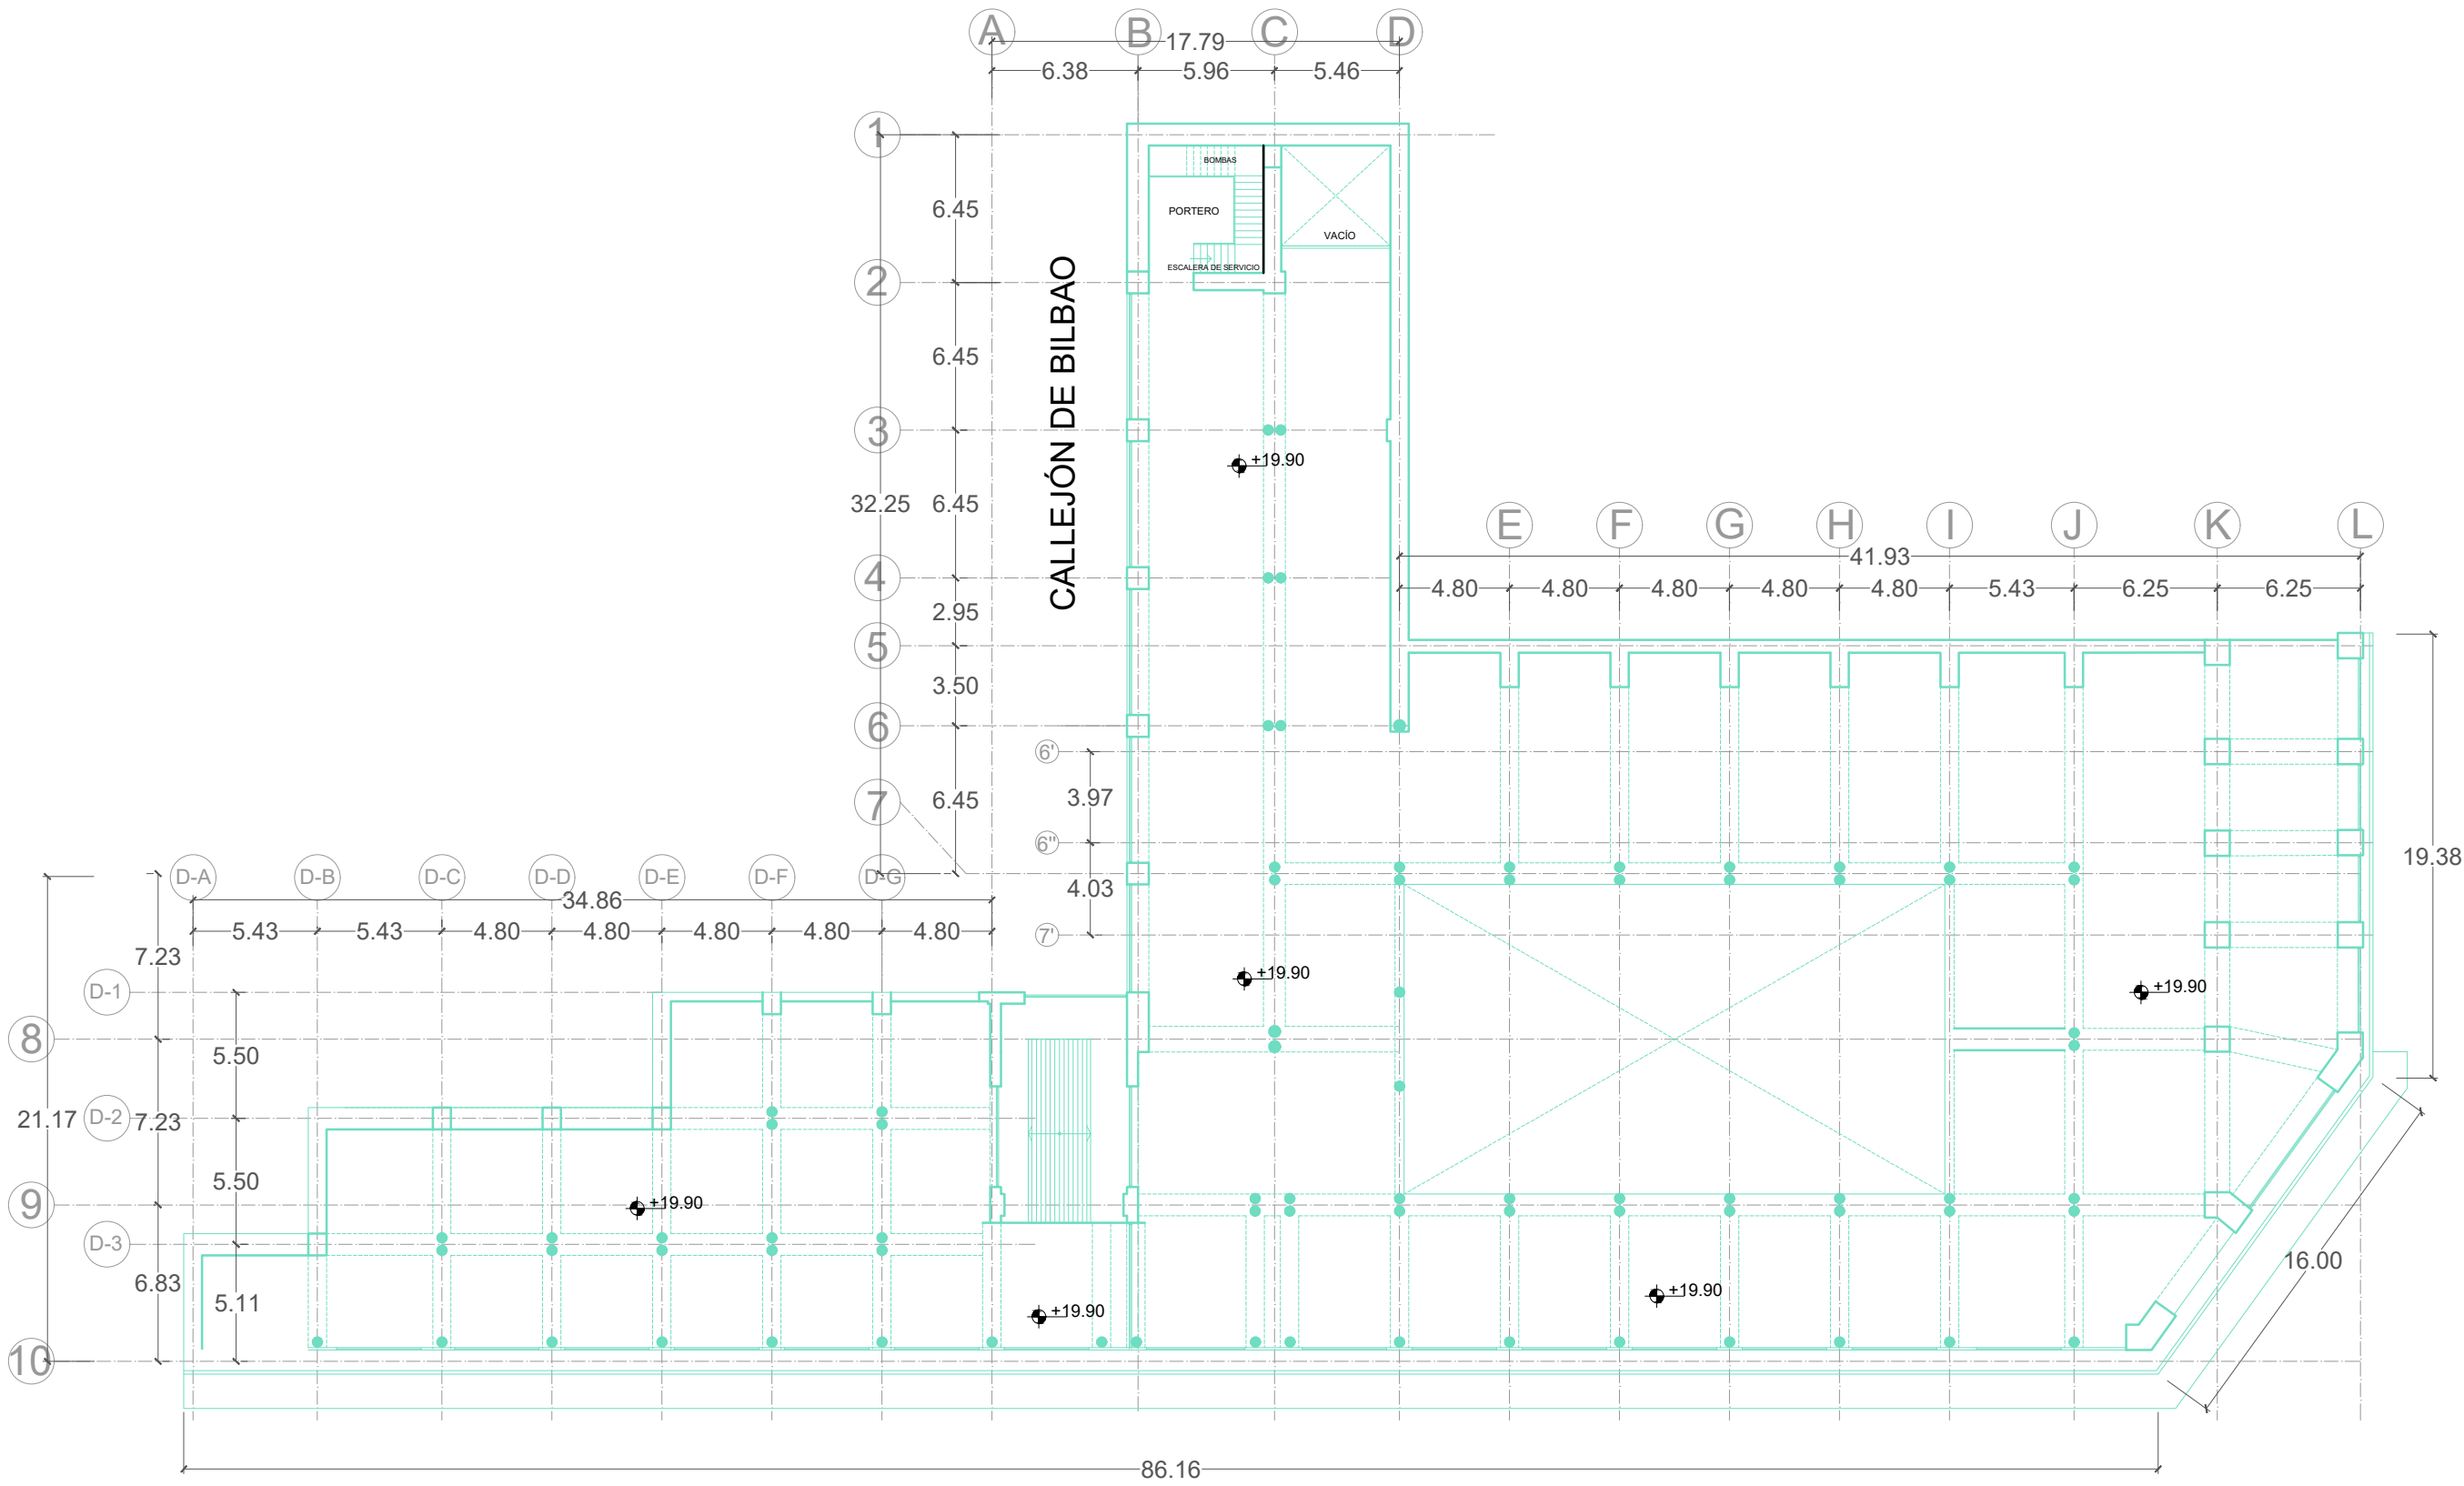 A B C D
17.79
6.38 5.96 5.46
1
BOMBAS
6.45 PORTERO
VACÍO
ESCALERA DE SERVICIO
2
CALLEJÓN DE BILBAO
6.45
3
+19.90
32.25 6.45
E F G H I J K L
41.93
4
4.80 4.80 4.80 4.80 4.80 5.43 6.25 6.25
2.95
5
3.50
6
6'
3.97
7 6.45
6"
19.38
D-A D-B D-C D-D D-E D-F D-G
4.03
34.86
5.43 5.43 4.80 4.80 4.80 4.80 4.80
7'
7.23
+19.90
D-1 +19.90
8
5.50
21.17 D-2 7.23
5.50
9 +19.90
D-3
16.00
6.83 5.11 +19.90
+19.90
10
86.16